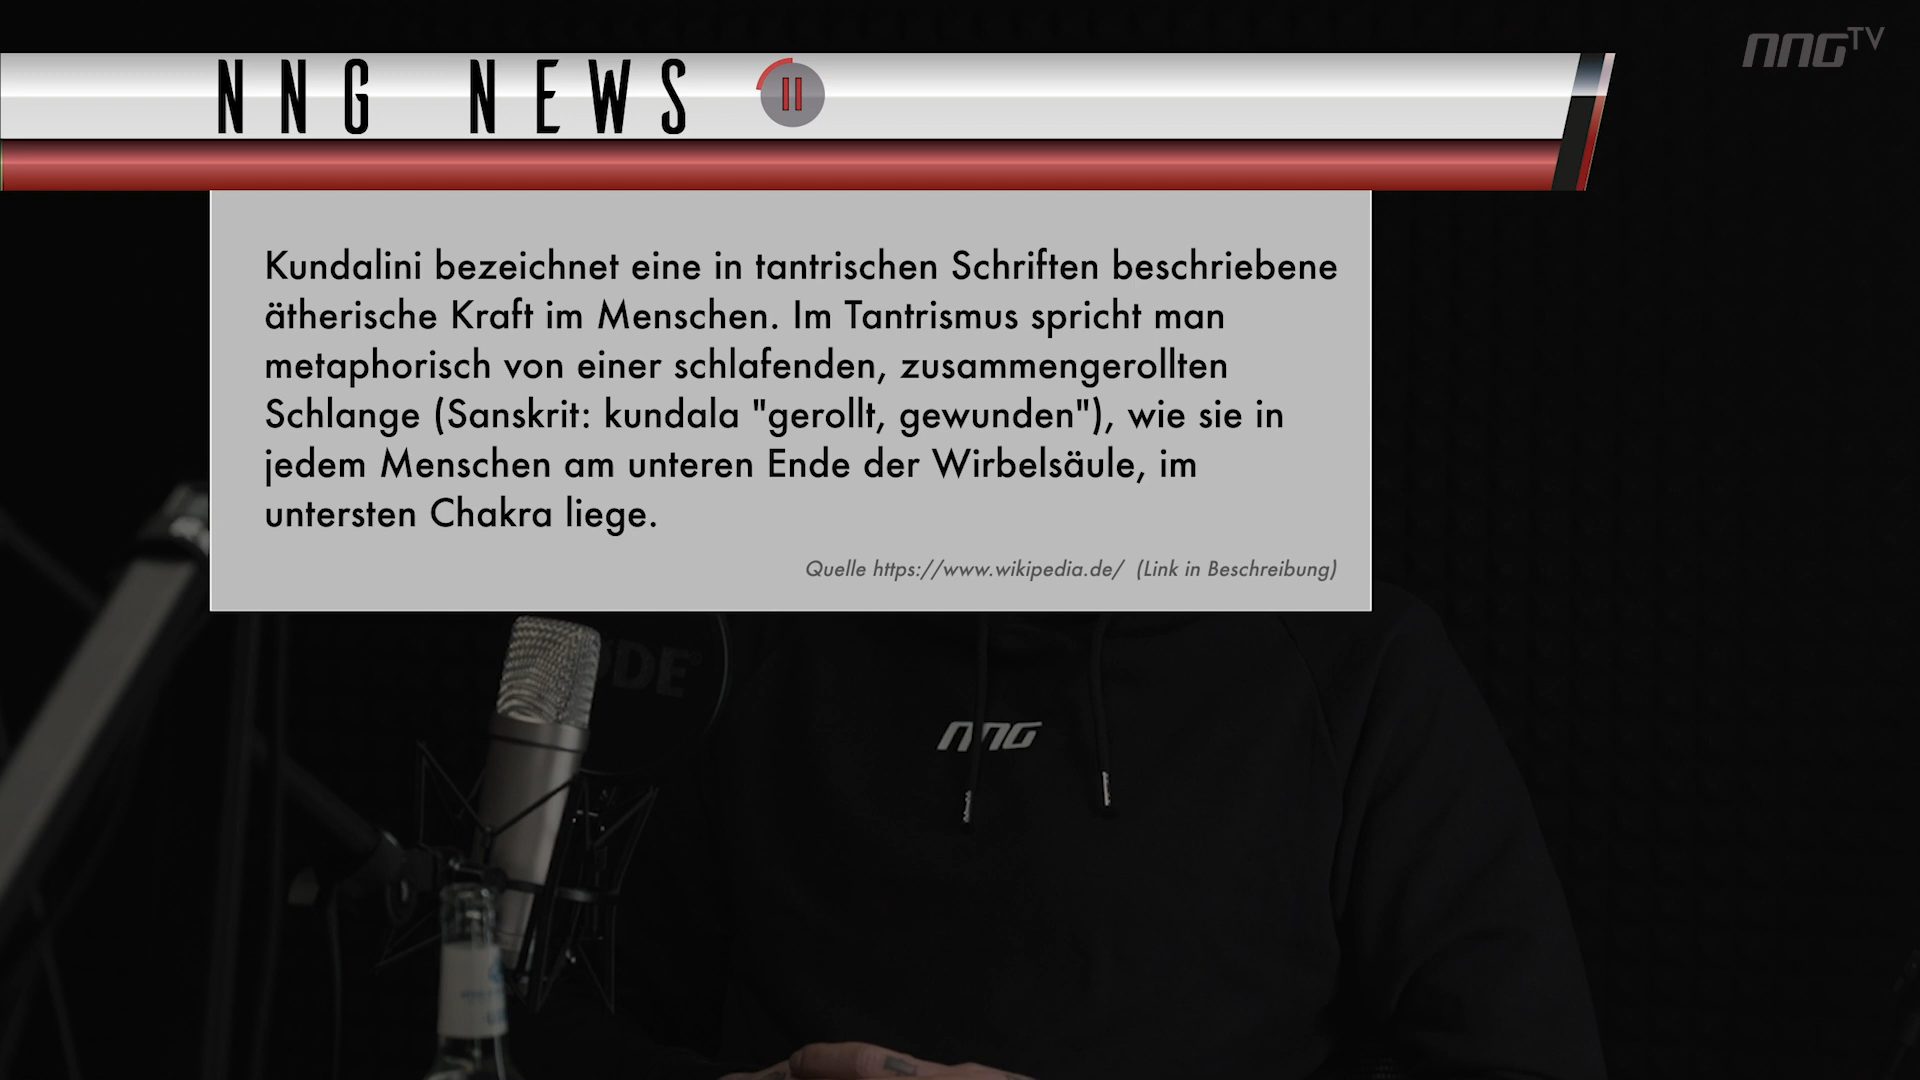 NNG TV
NNG NEWS
Kundalini bezeichnet eine in tantrischen Schriften beschriebene
ätherische Kraft im Menschen. Im Tantrismus spricht man
metaphorisch von einer schlafenden, zusammengerollten
Schlange (Sanskrit: kundala "gerollt, gewunden"), wie sie in
jedem Menschen am unteren Ende der Wirbelsäule, im
untersten Chakra liege.
Quelle https://www.wikipedia.de/ (Link in Beschreibung)
NNG